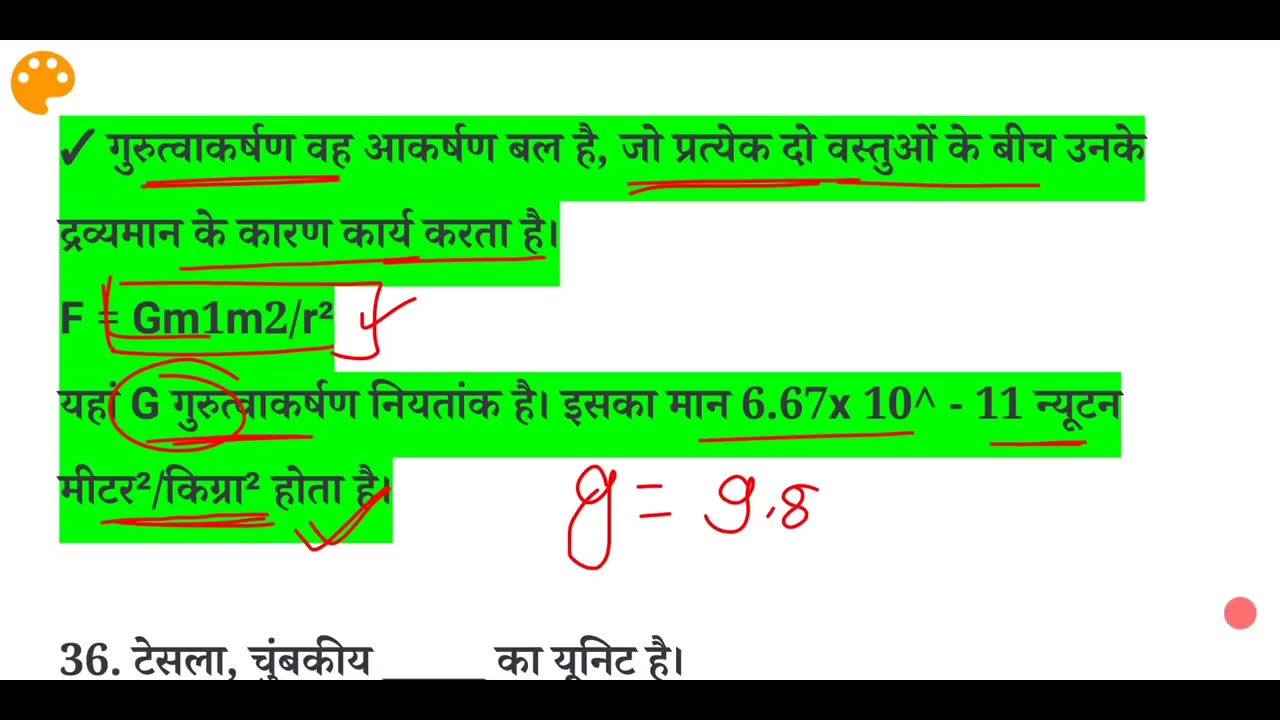 ✓ गुरुत्वाकर्षण वह आकर्षण बल है, जो प्रत्येक दो वस्तुओं के बीच उनके
द्रव्यमान के कारण कार्य करता है।
F = Gm1m2/r²
यहां G गुरुत्वाकर्षण नियतांक है। इसका मान 6.67x 10^ - 11 न्यूटन
मीटर²/किग्रा² होता है।
g = 9.8
36. टेसला, चुंबकीय _____ का यूनिट है।